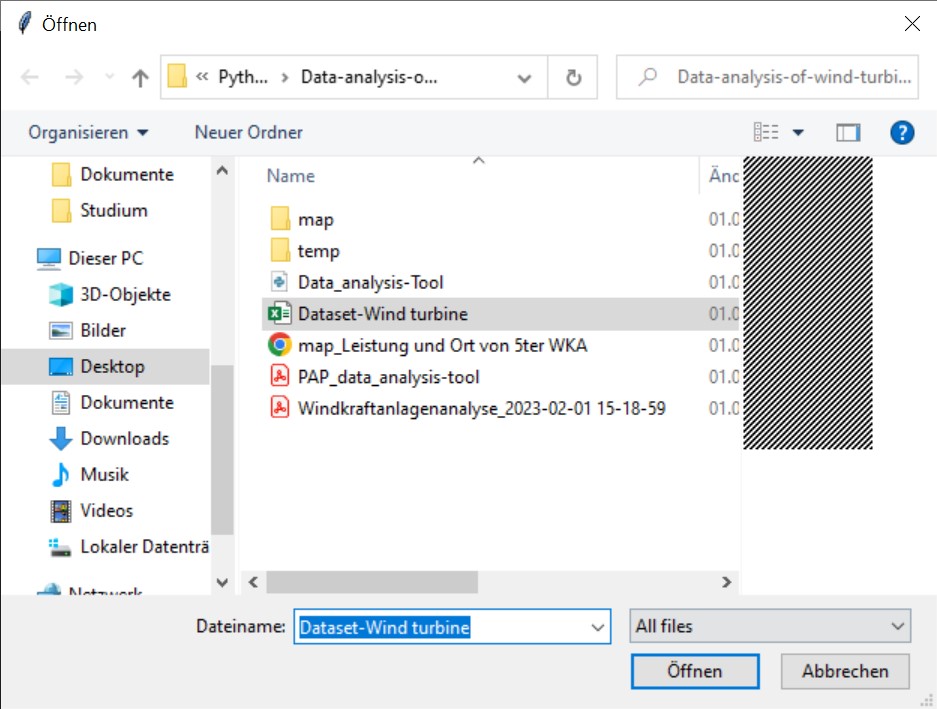 Öffnen
« Pyth... › Data-analysis-o...
Data-analysis-of-wind-turbi...
Organisieren
Neuer Ordner
Dokumente
Studium
Dieser PC
3D-Objekte
Bilder
Desktop
Dokumente
Downloads
Musik
Videos
Lokaler Datenträ
Netzwerk
Name
Änd
map
01.0
temp
01.0
Data_analysis-Tool
01.0
Dataset-Wind turbine
01.0
map_Leistung und Ort von 5ter WKA
01.0
PAP_data_analysis-tool
01.0
Windkraftanlagenanalyse_2023-02-01 15-18-59
01.0
Dateiname:
Dataset-Wind turbine
All files
Öffnen
Abbrechen